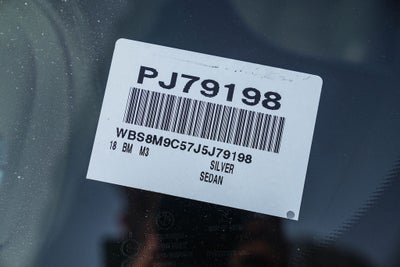 PJ79198
WBS8M9C57J5J79198
18 BM M3
SILVER
SEDAN